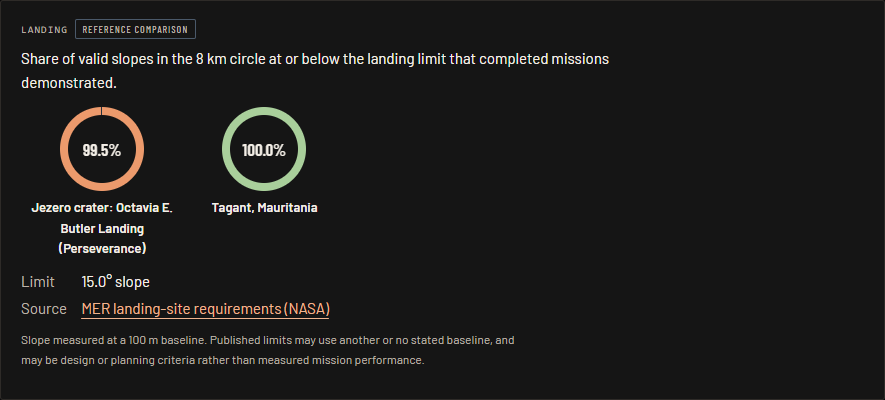 LANDING REFERENCE COMPARISON
Share of valid slopes in the 8 km circle at or below the landing limit that completed missions
demonstrated.
99.5% 100.0%
Jezero crater: Octavia E. Tagant, Mauritania
Butler Landing
(Perseverance)
Limit 15.0° slope
Source MER landing-site requirements (NASA)
Slope measured at a 100 m baseline. Published limits may use another or no stated baseline, and
may be design or planning criteria rather than measured mission performance.